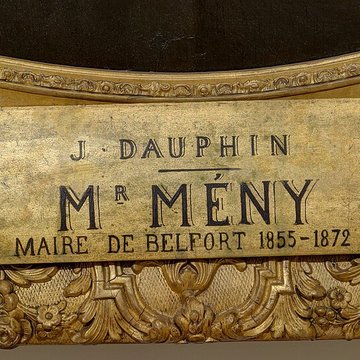 J. DAUPHIN
MR MÉNY
MAIRE DE BELFORT 1855-1872